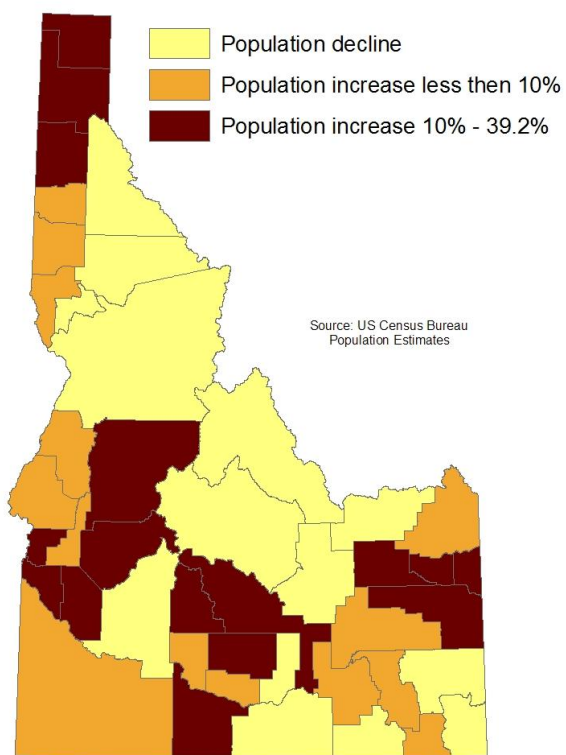 Population decline
Population increase less then 10%
Population increase 10% - 39.2%
Source: US Census Bureau
Population Estimates